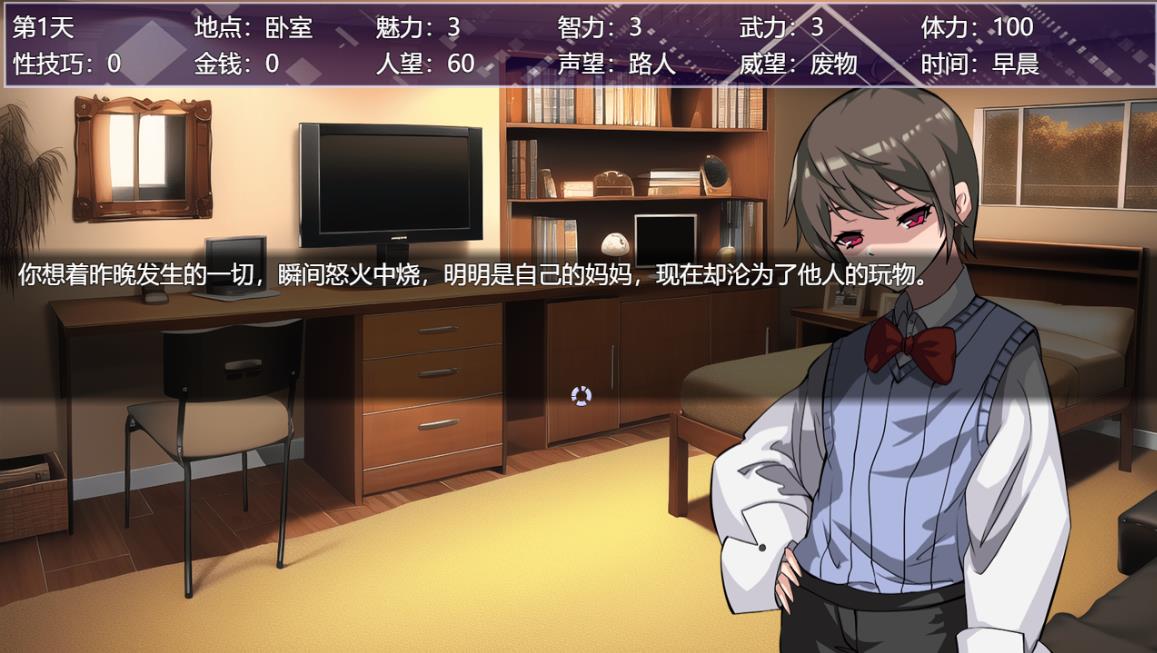 第1天 地点：卧室 魅力：3 智力：3 武力：3 体力：100
性技巧：0 金钱：0 人望：60 声望：路人 威望：废物 时间：早晨
你想着昨晚发生的一切，瞬间怒火中烧，明明是自己的妈妈，现在却沦为了他人的玩物。